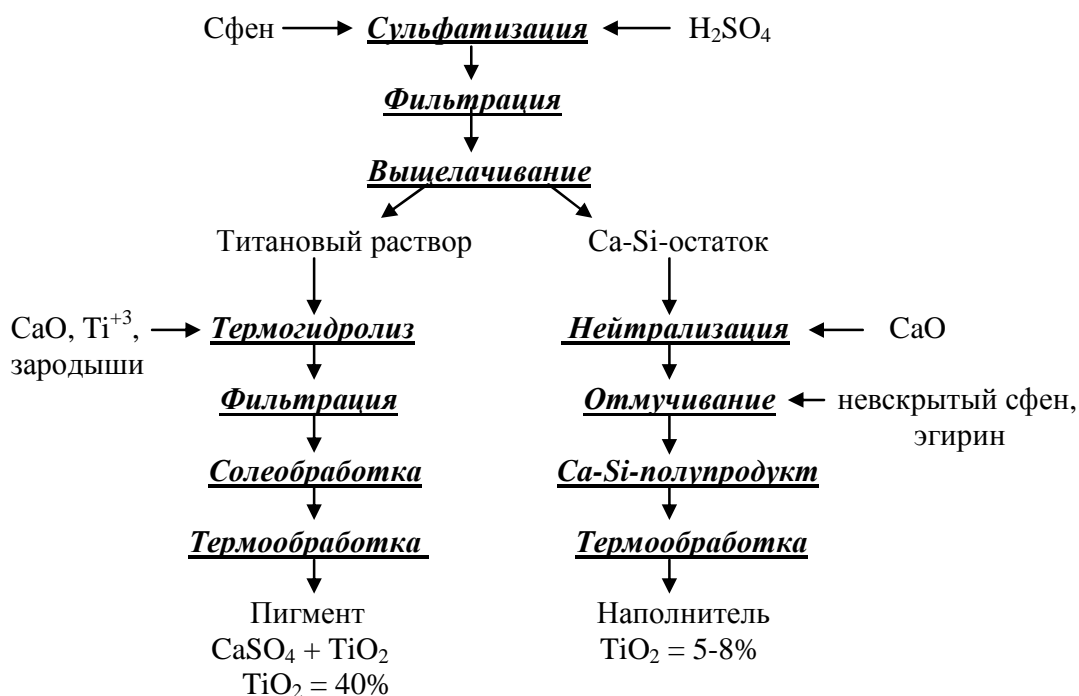 Сфен Сульфатизация H₂SO₄
Фильтрация
Выщелачивание
Титановый раствор Ca-Si-остаток
CaO, Ti⁺³, зародыши Термогидролиз Нейтрализация CaO
Фильтрация Отмучивание невскрытый сфен, эгирин
Солеобработка Ca-Si-полупродукт
Термообработка Термообработка
Пигмент Наполнитель
CaSO₄ + TiO₂ TiO₂ = 5-8%
TiO₂ = 40%